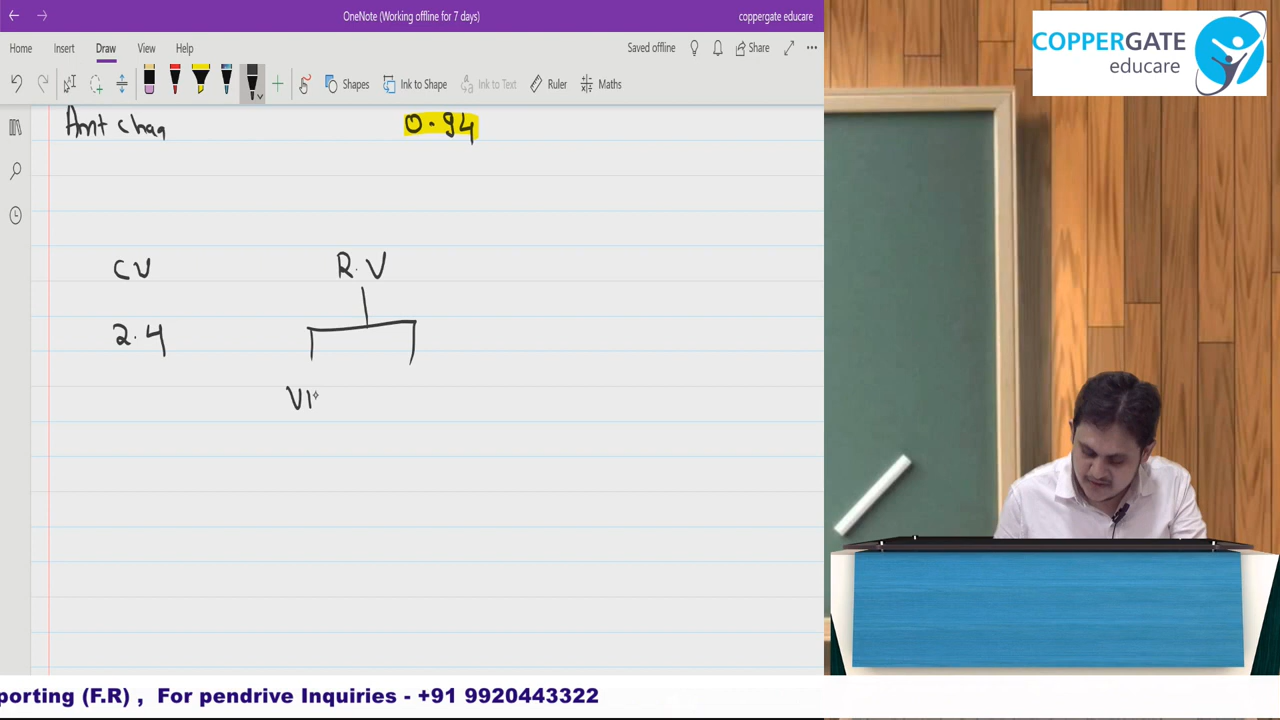 OneNote (Working offline for 7 days)
coppergate educare
Home Insert Draw View Help
Saved offline
Share
Shapes
Ink to Shape
Ink to Text
Ruler
Maths
COPPERGATE
educare
Amt chag
0.94
CV
R.V
2.4
VI
porting (F.R) , For pendrive Inquiries - +91 9920443322